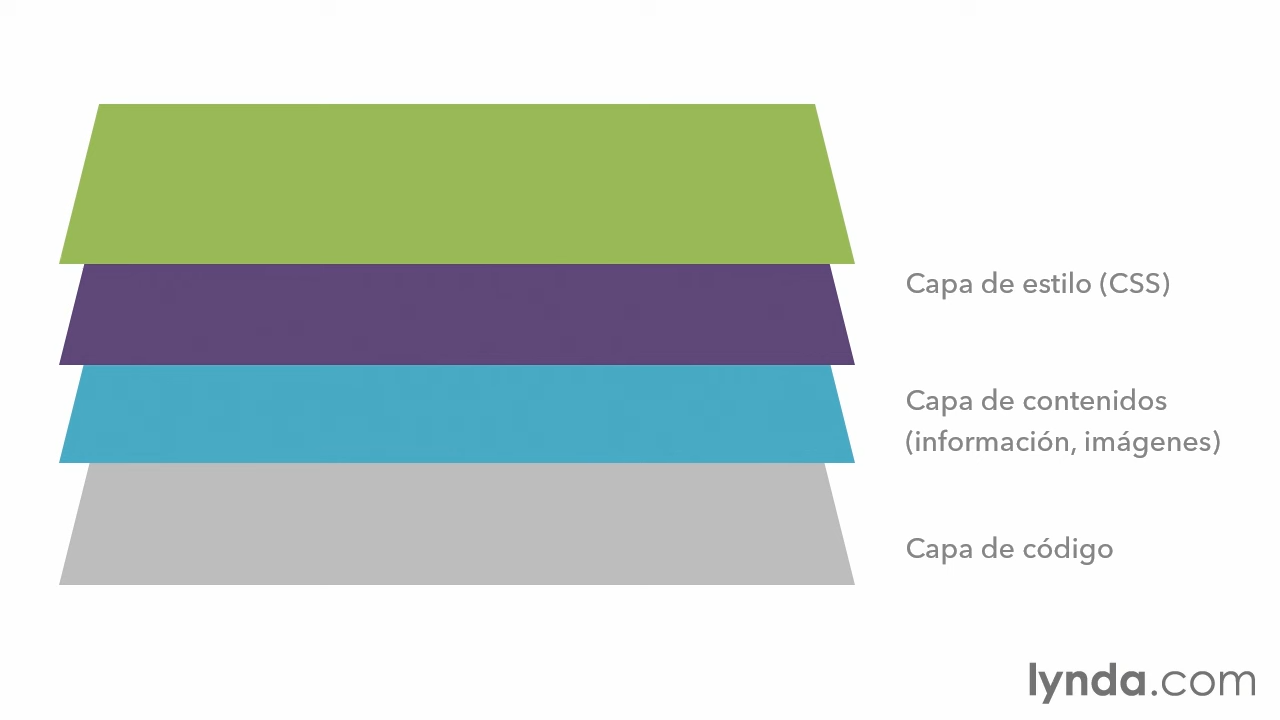 Capa de estilo (CSS)
Capa de contenidos
(información, imágenes)
Capa de código
lynda.com